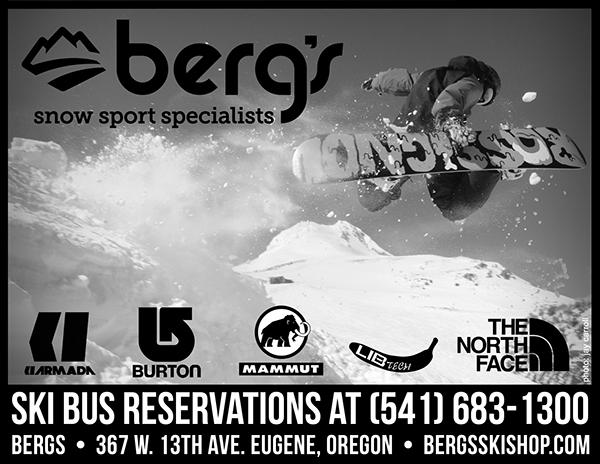 berg's
snow sport specialists
ROSSIGNOL
ARMADA
BURTON
MAMMUT
LIB TECH
THE
NORTH
FACE
SKI BUS RESERVATIONS AT (541) 683-1300
BERGS • 367 W. 13TH AVE. EUGENE, OREGON • BERGSSKISHOP.COM